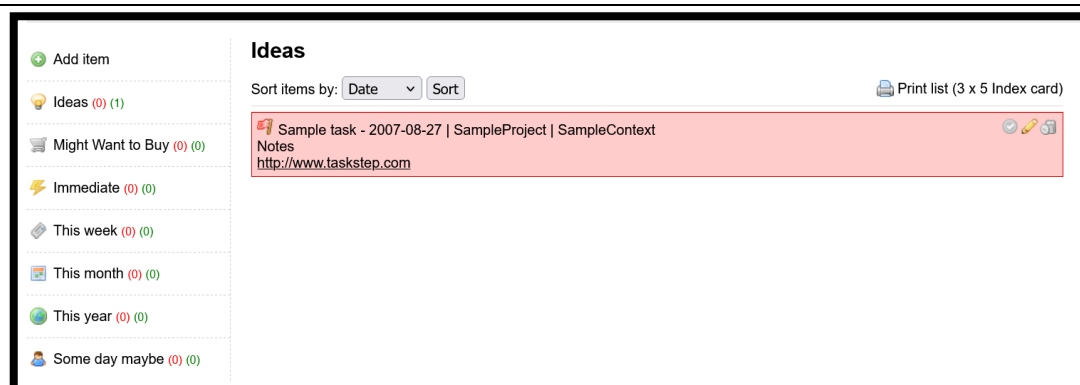 Add item
Ideas (0) (1)
Might Want to Buy (0) (0)
Immediate (0) (0)
This week (0) (0)
This month (0) (0)
This year (0) (0)
Some day maybe (0) (0)
Ideas
Sort items by: Date Sort
Print list (3 x 5 Index card)
Sample task - 2007-08-27 | SampleProject | SampleContext
Notes
http://www.taskstep.com